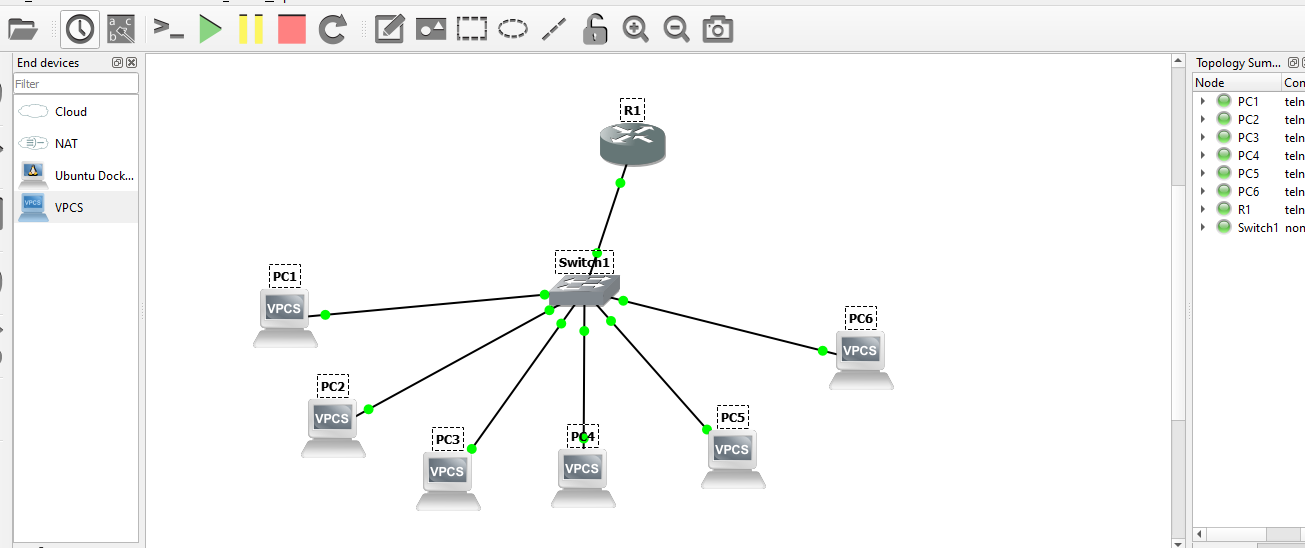 End devices
Filter
Cloud
NAT
Ubuntu Dock...
VPCS
R1
Switch1
PC1
VPCS
PC2
VPCS
PC3
VPCS
PC4
VPCS
PC5
VPCS
PC6
VPCS
Topology Sum...
Node Con
PC1 teln
PC2 teln
PC3 teln
PC4 teln
PC5 teln
PC6 teln
R1 teln
Switch1 non